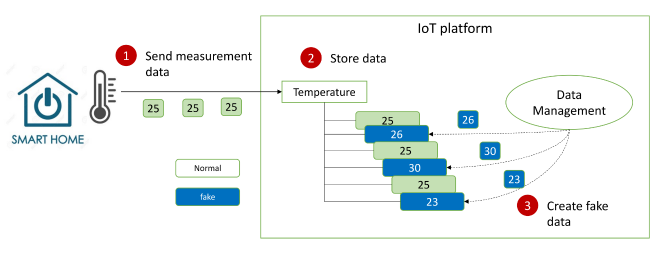 IoT platform
1
Send measurement
data
2
Store data
25
25
25
Temperature
Data
Management
SMART HOME
25
26
25
30
25
23
26
30
23
Normal
fake
3
Create fake
data